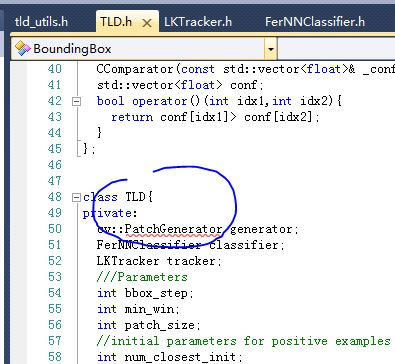 tld_utils.h TLD.h LKTracker.h FerNNClassifier.h
BoundingBox
40 CComparator(const std::vector<float>& _conf
41 std::vector<float> conf;
42 bool operator()(int idx1,int idx2){
43 return conf[idx1]> conf[idx2];
44 }
45 };
46
47
48 class TLD{
49 private:
50 cv::PatchGenerator generator;
51 FerNNClassifier classifier;
52 LKTracker tracker;
53 ///Parameters
54 int bbox_step;
55 int min_win;
56 int patch_size;
57 //initial parameters for positive examples
58 int num_closest_init;